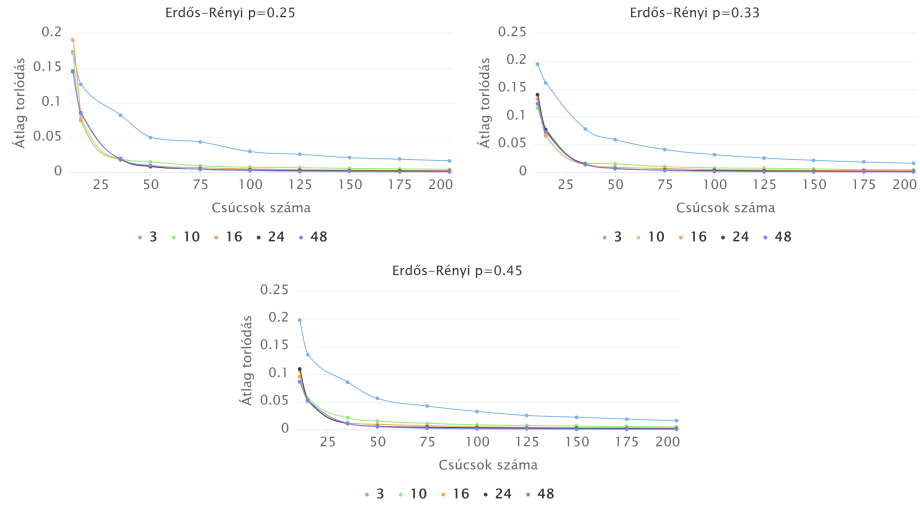 Erdős-Rényi p=0.25
Átlag torlódás
0.2
0.15
0.1
0.05
0
25 50 75 100 125 150 175 200
Csúcsok száma
3 10 16 24 48
Erdős-Rényi p=0.33
Átlag torlódás
0.25
0.2
0.15
0.1
0.05
0
25 50 75 100 125 150 175 200
Csúcsok száma
3 10 16 24 48
Erdős-Rényi p=0.45
Átlag torlódás
0.25
0.2
0.15
0.1
0.05
0
25 50 75 100 125 150 175 200
Csúcsok száma
3 10 16 24 48